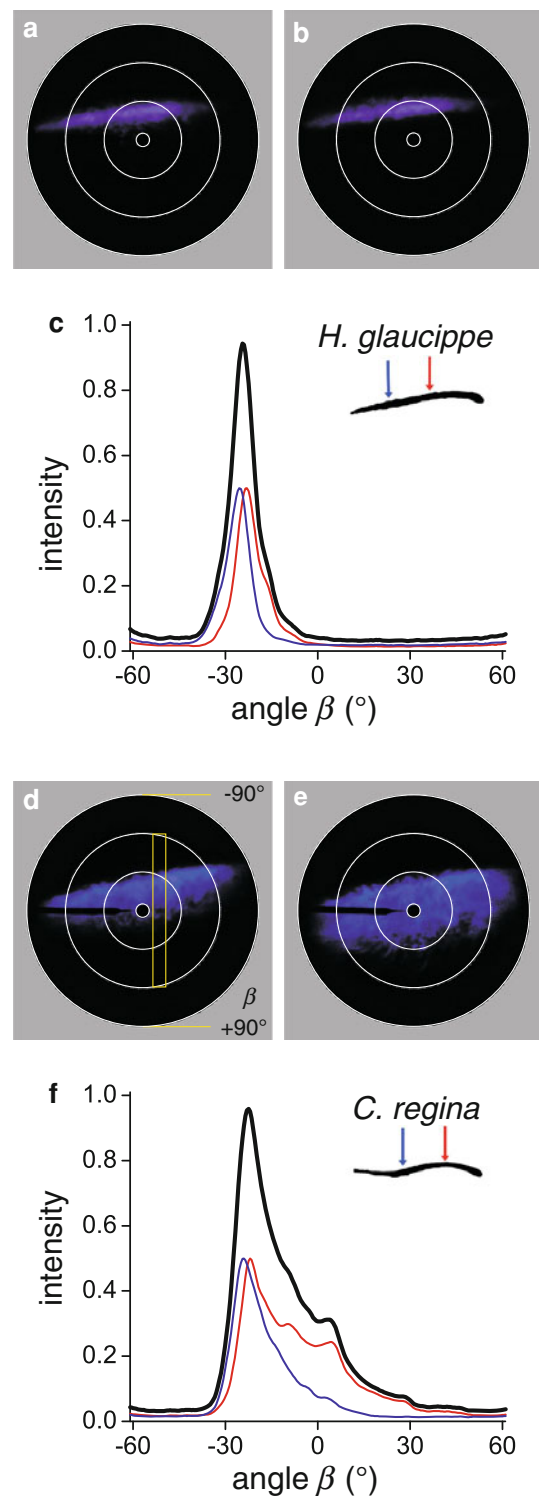 a
b
c
H. glaucippe
1.0
0.8
0.6
0.4
0.2
0.0
intensity
-60
-30
0
30
60
angle β (°)
d
-90°
e
β
+90°
f
C. regina
1.0
0.8
0.6
0.4
0.2
0.0
intensity
-60
-30
0
30
60
angle β (°)